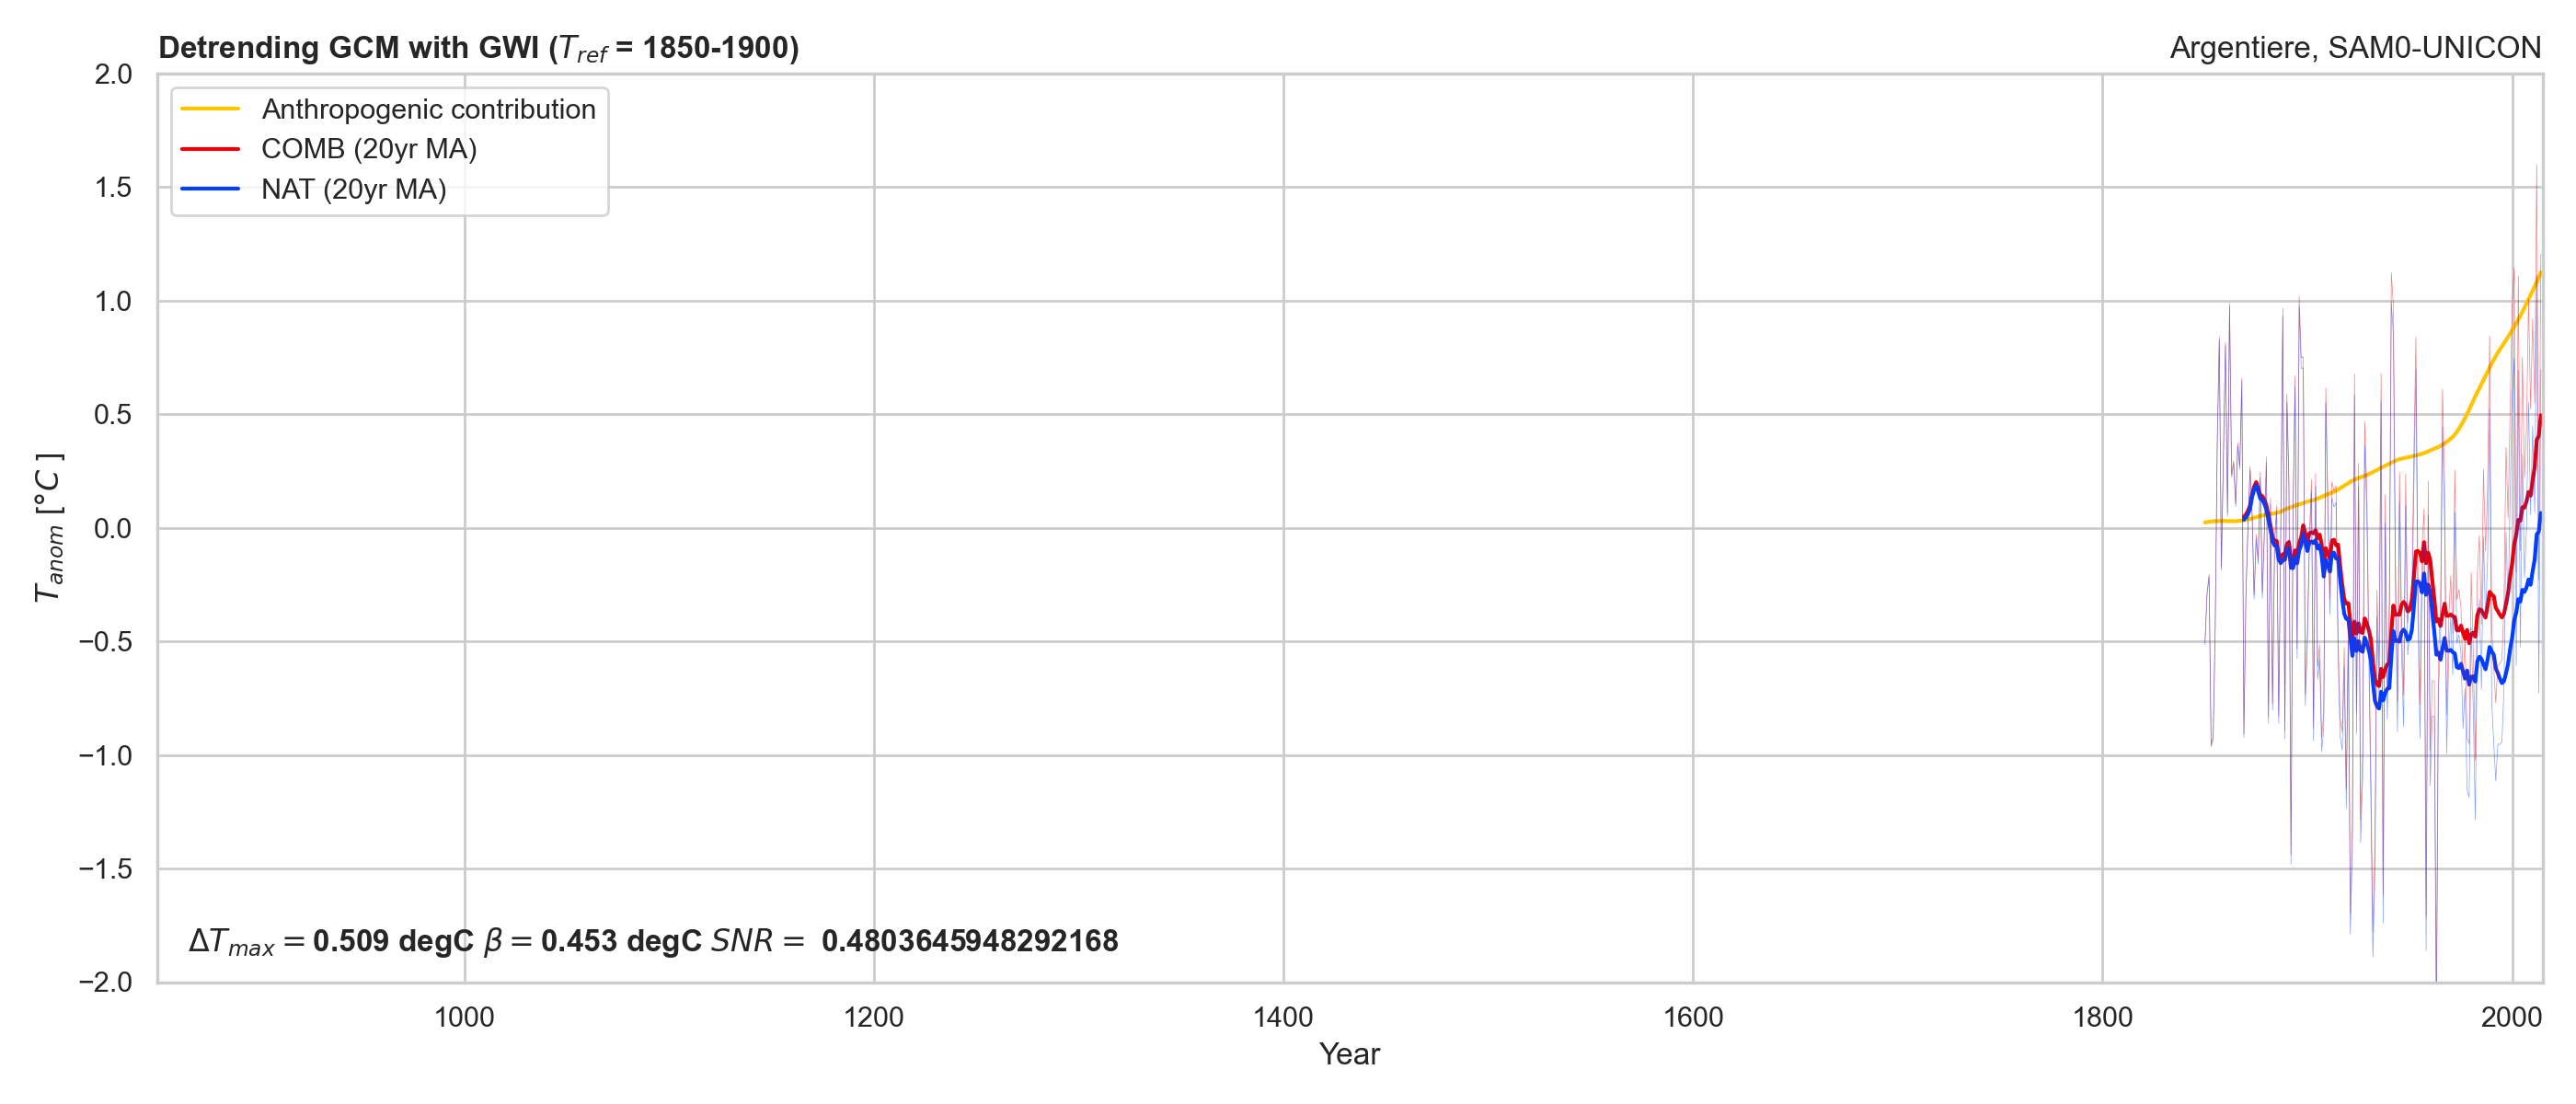 Detrending GCM with GWI (T_ref = 1850-1900)
Argentiere, SAM0-UNICON
Anthropogenic contribution
COMB (20yr MA)
NAT (20yr MA)
2.0
1.5
1.0
0.5
0.0
−0.5
−1.0
−1.5
−2.0
T_anom [°C ]
ΔT_max = 0.509 degC β = 0.453 degC SNR = 0.4803645948292168
1000 1200 1400 1600 1800 2000
Year